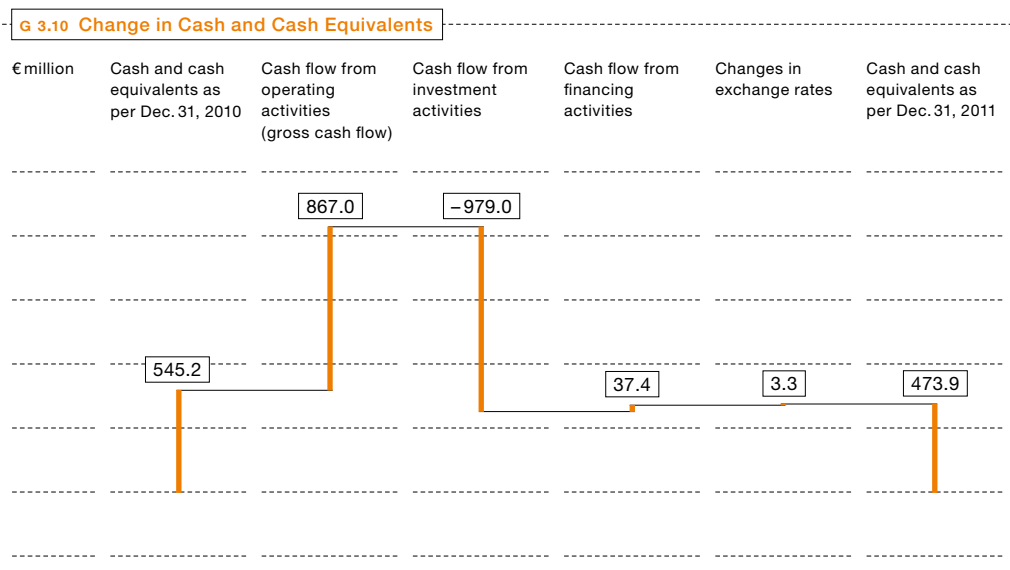 G 3.10 Change in Cash and Cash Equivalents
€ million
Cash and cash
equivalents as
per Dec. 31, 2010
Cash flow from
operating
activities
(gross cash flow)
Cash flow from
investment
activities
Cash flow from
financing
activities
Changes in
exchange rates
Cash and cash
equivalents as
per Dec. 31, 2011
867.0
–979.0
545.2
37.4
3.3
473.9